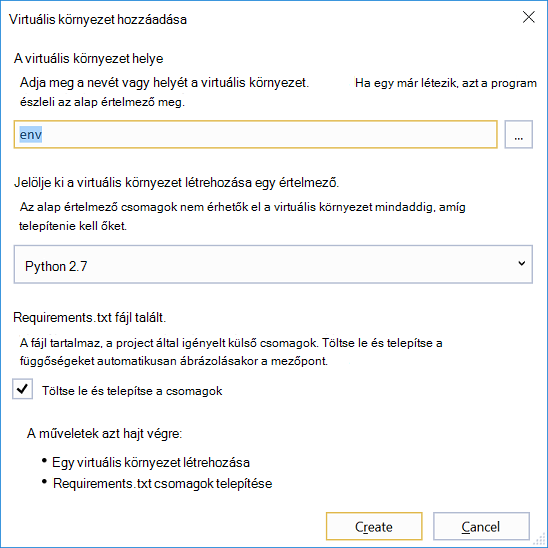 Virtuális környezet hozzáadása
A virtuális környezet helye
Adja meg a nevét vagy helyét a virtuális környezet. Ha egy már létezik, azt a program
észleli az alap értelmező meg.
env
...
Jelölje ki a virtuális környezet létrehozása egy értelmező.
Az alap értelmező csomagok nem érhetők el a virtuális környezet mindaddig, amíg
telepítenie kell őket.
Python 2.7
Requirements.txt fájl talált.
A fájl tartalmaz, a project által igényelt külső csomagok. Töltse le és telepítse a
függőségeket automatikusan ábrázolásakor a mezőpont.
Töltse le és telepítse a csomagok
A műveletek azt hajt végre:
• Egy virtuális környezet létrehozása
• Requirements.txt csomagok telepítése
Create Cancel